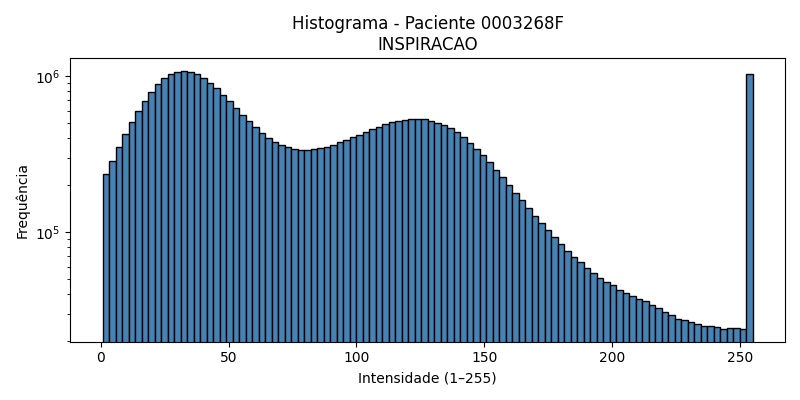 Histograma - Paciente 0003268F
INSPIRACAO
Frequência
10⁶
10⁵
0 50 100 150 200 250
Intensidade (1–255)